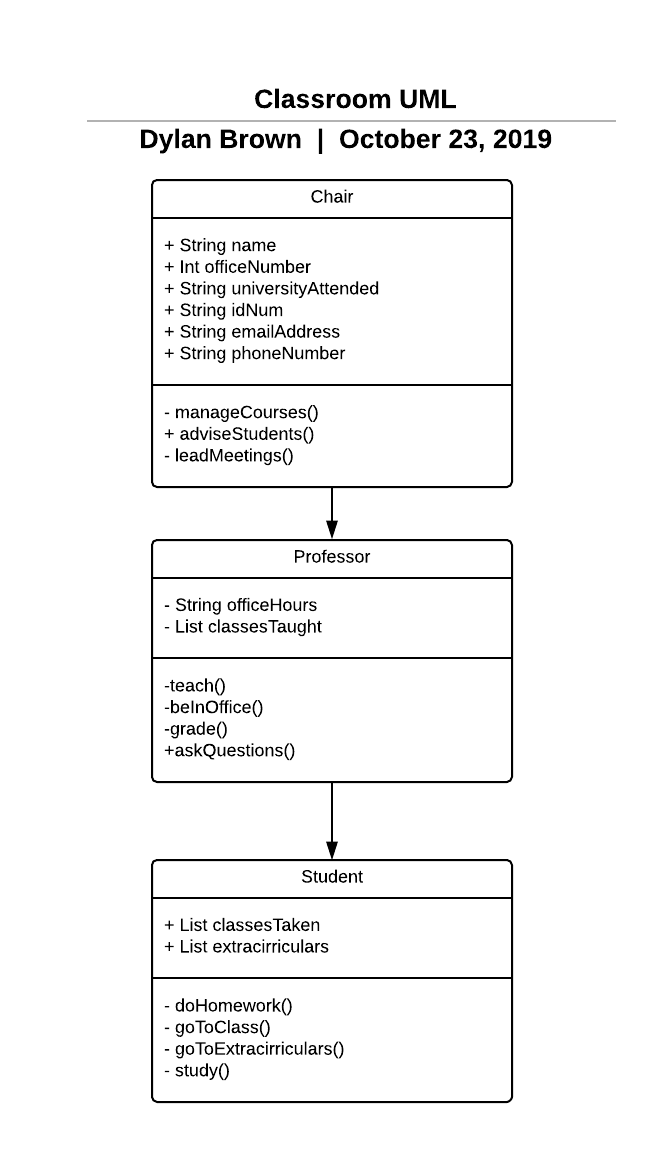 Classroom UML
Dylan Brown | October 23, 2019
Chair
+ String name
+ Int officeNumber
+ String universityAttended
+ String idNum
+ String emailAddress
+ String phoneNumber
- manageCourses()
+ adviseStudents()
- leadMeetings()
Professor
- String officeHours
- List classesTaught
-teach()
-beInOffice()
-grade()
+askQuestions()
Student
+ List classesTaken
+ List extracirriculars
- doHomework()
- goToClass()
- goToExtracirriculars()
- study()